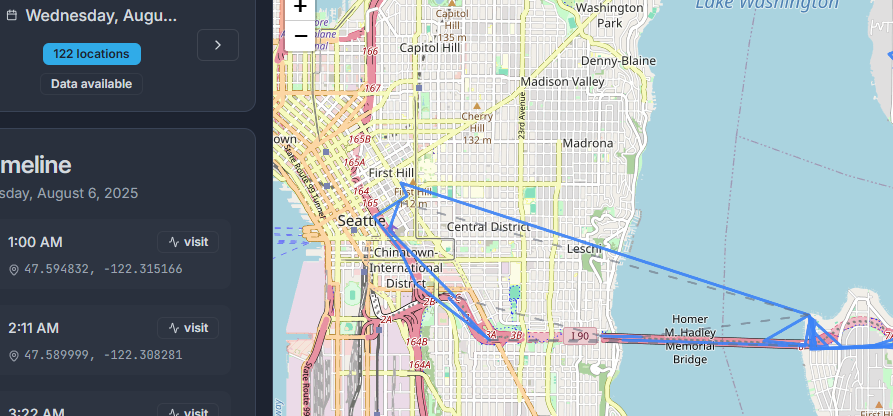 Wednesday, Augu...
122 locations
Data available
meline
sday, August 6, 2025
1:00 AM
visit
47.594832, -122.315166
2:11 AM
visit
47.589999, -122.308281
3:22 AM
visit
+
−
Capitol
Hill
135 m
Capitol Hill
167
166
Cherry
Hill
132 m
23rd Avenue
Washington
Park
Denny-Blaine
Madison Valley
Madrona
Lake Washington
own
State Route 99 Tunnel
165B
165A
164
165
First Hill
First Hill
112 m
Seattle
Central District
Leschi
Chinatown-
International
District
2B
2A
2C
3B
I 90
164B
State Route 99
Homer
M. Hadley
Memorial
Bridge
First H